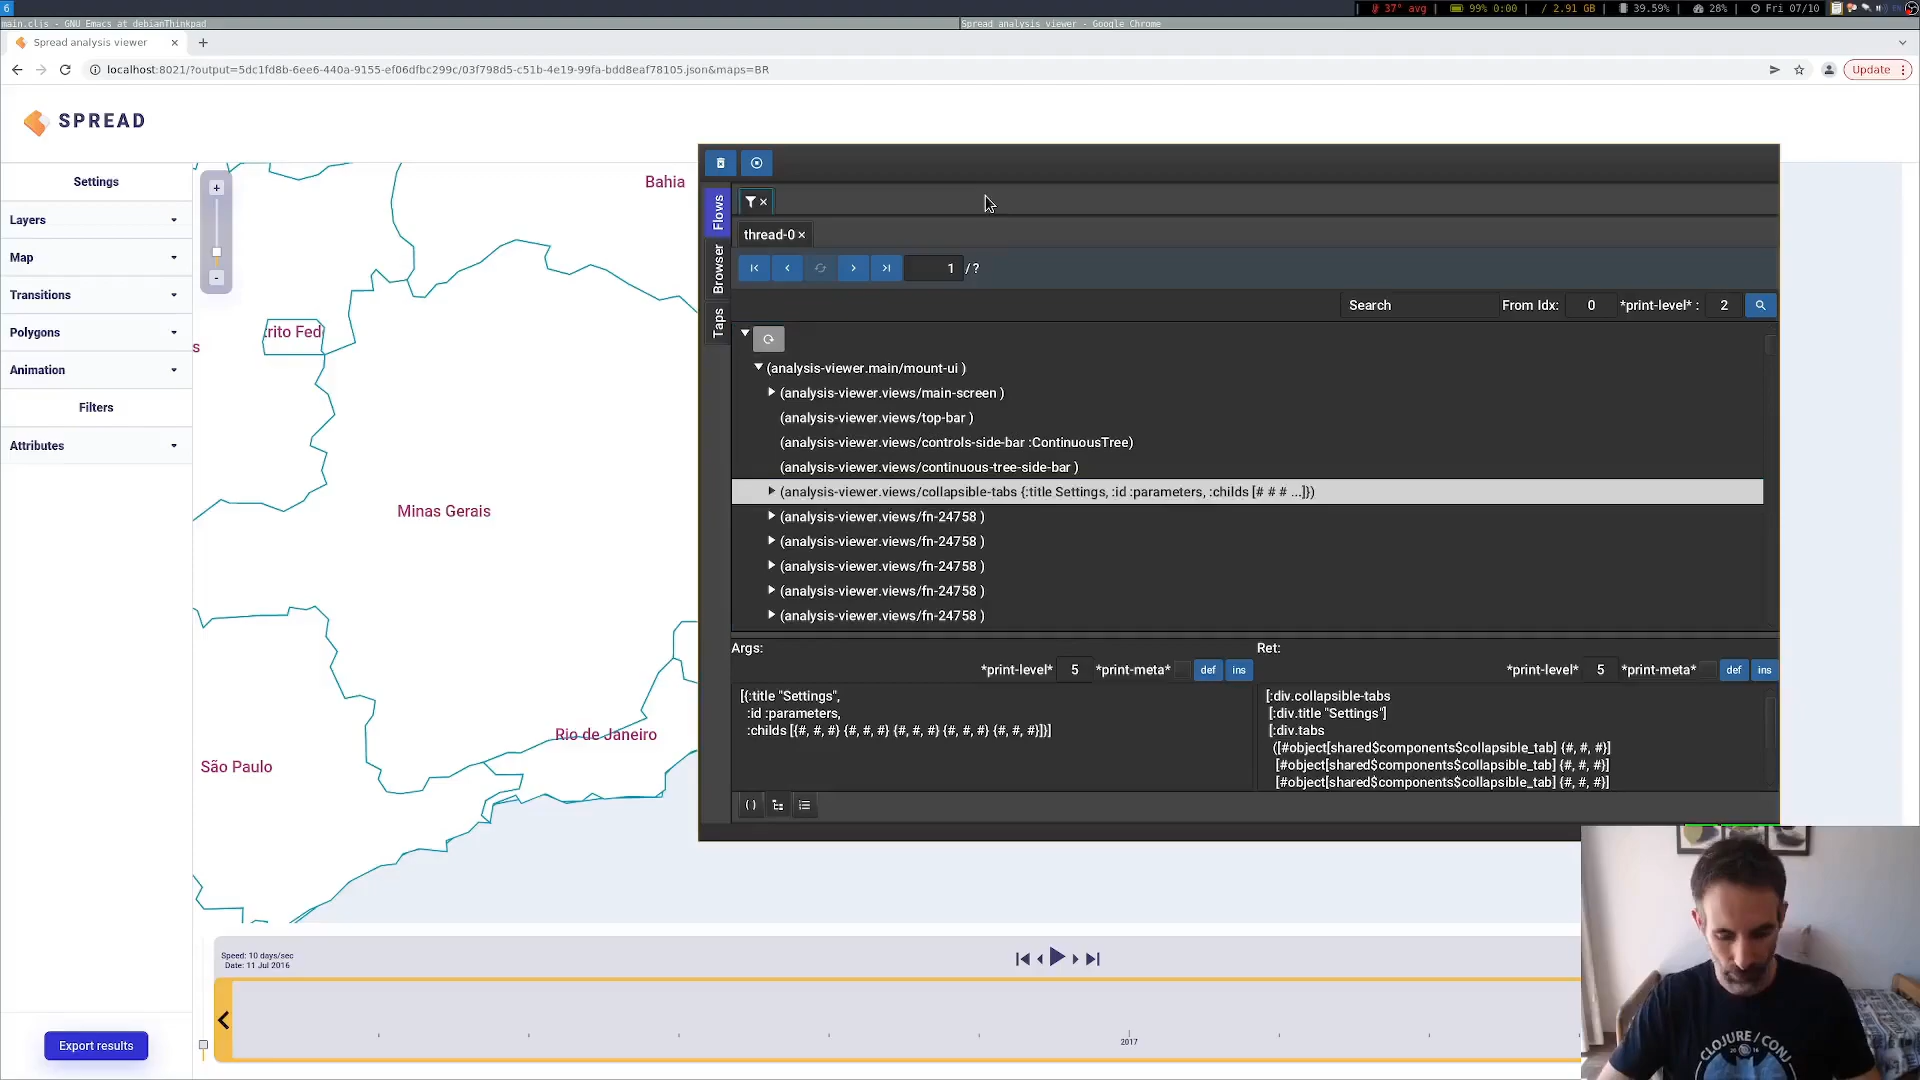 6
37° avg | 99% 0:00 | / 2.91 GB | 39.59% | 28% | Fri 07/10
main.cljs - GNU Emacs at debianThinkpad
Spread analysis viewer - Google Chrome
Spread analysis viewer
localhost:8021/?output=5dc1fd8b-6ee6-440a-9155-ef06dfbc299c/03f798d5-c51b-4e19-99fa-bdd8eaf78105.json&maps=BR
Update
SPREAD
Settings
Layers
Map
Transitions
Polygons
Animation
Filters
Attributes
Export results
+
-
Bahia
rito Fed
s
Minas Gerais
Rio de Janeiro
São Paulo
Flows
Browser
Taps
thread-0 ×
1 / ?
Search From Idx: 0 *print-level* : 2
(analysis-viewer.main/mount-ui )
(analysis-viewer.views/main-screen )
(analysis-viewer.views/top-bar )
(analysis-viewer.views/controls-side-bar :ContinuousTree)
(analysis-viewer.views/continuous-tree-side-bar )
(analysis-viewer.views/collapsible-tabs {:title Settings, :id :parameters, :childs [# # # ...]})
(analysis-viewer.views/fn-24758 )
(analysis-viewer.views/fn-24758 )
(analysis-viewer.views/fn-24758 )
(analysis-viewer.views/fn-24758 )
(analysis-viewer.views/fn-24758 )
Args:
*print-level* 5 *print-meta* def ins
[{:title "Settings",
:id :parameters,
:childs [{#, #, #} {#, #, #} {#, #, #} {#, #, #} {#, #, #}]}]
Ret:
*print-level* 5 *print-meta* def ins
[:div.collapsible-tabs
[:div.title "Settings"]
[:div.tabs
([#object[shared$components$collapsible_tab] {#, #, #}]
[#object[shared$components$collapsible_tab] {#, #, #}]
[#object[shared$components$collapsible_tab] {#, #, #}]
( )
Speed: 10 days/sec
Date: 11 Jul 2016
2017
CLOJURE / CONJ